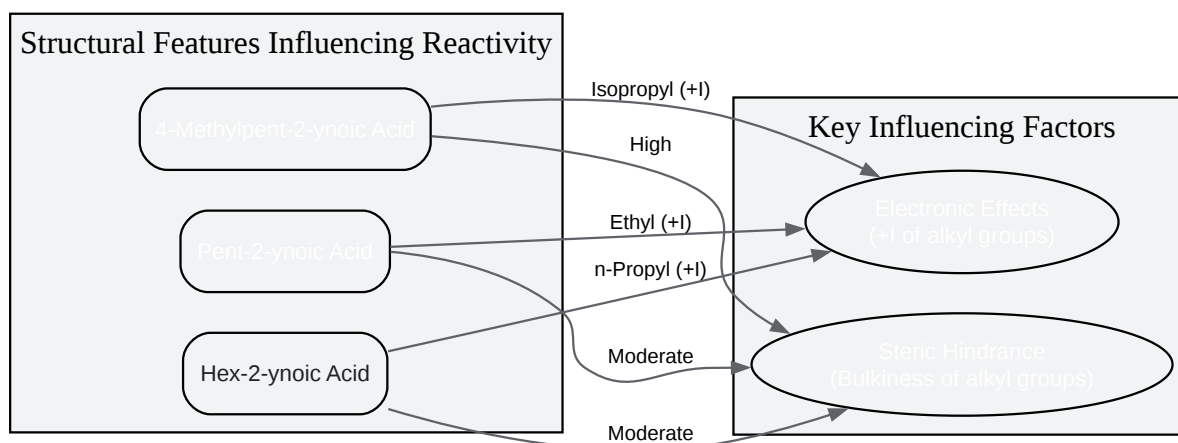 Structural Features Influencing Reactivity
4-Methylpent-2-ynoic Acid
Pent-2-ynoic Acid
Hex-2-ynoic Acid
Isopropyl (+I)
High
Ethyl (+I)
n-Propyl (+I)
Moderate
Moderate
Key Influencing Factors
Electronic Effects
(+I of alkyl groups)
Steric Hindrance
(Bulkiness of alkyl groups)